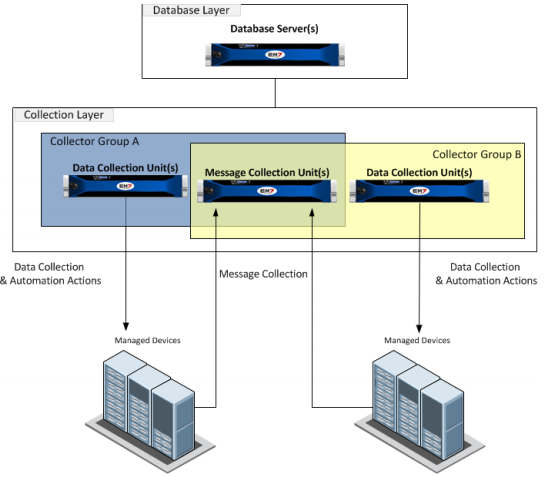 Database Layer
Database Server(s)
EM7
Collection Layer
Collector Group A
Collector Group B
Data Collection Unit(s)
Message Collection Unit(s)
Data Collection Unit(s)
EM7
EM7
EM7
Data Collection
& Automation Actions
Message Collection
Data Collection
& Automation Actions
Managed Devices
Managed Devices